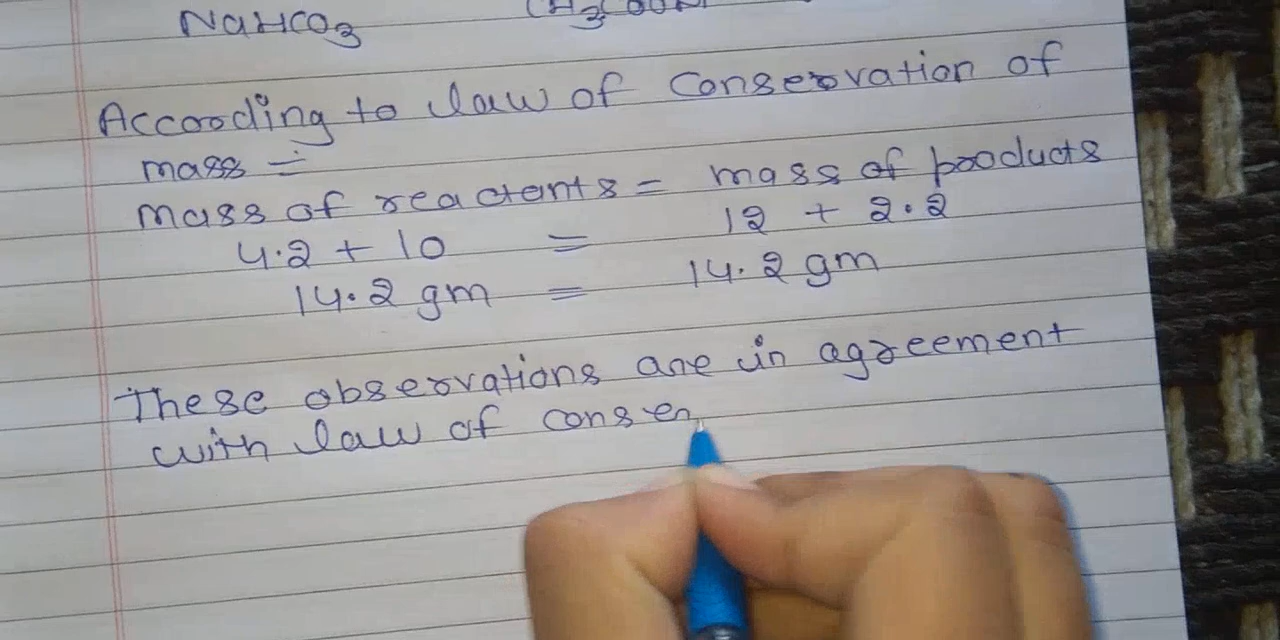 NaHCO3
According to law of Conservation of
mass ÷
Mass of reactants = mass of products
4.2 + 10 = 12 + 2.2
14.2 gm = 14.2 gm
These observations are in agreement
with law of conser